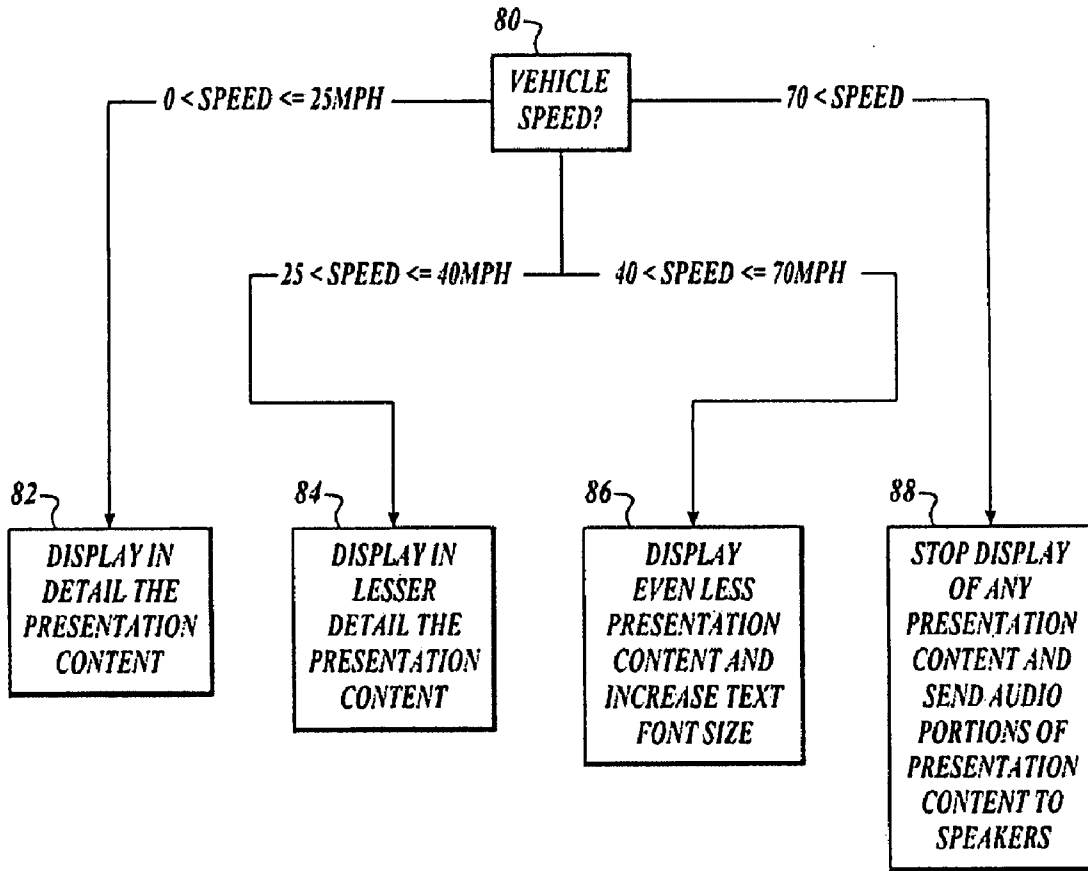 80
VEHICLE
SPEED?
0 < SPEED <= 25MPH
70 < SPEED
25 < SPEED <= 40MPH
40 < SPEED <= 70MPH
82
DISPLAY IN
DETAIL THE
PRESENTATION
CONTENT
84
DISPLAY IN
LESSER
DETAIL THE
PRESENTATION
CONTENT
86
DISPLAY
EVEN LESS
PRESENTATION
CONTENT AND
INCREASE TEXT
FONT SIZE
88
STOP DISPLAY
OF ANY
PRESENTATION
CONTENT AND
SEND AUDIO
PORTIONS OF
PRESENTATION
CONTENT TO
SPEAKERS